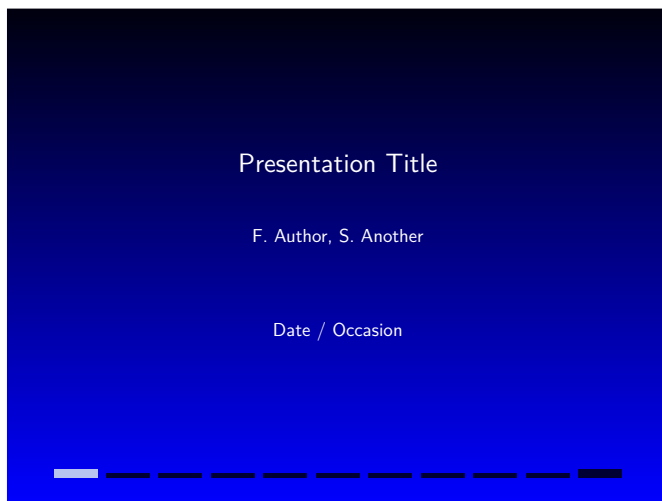 Presentation Title
F. Author, S. Another
Date / Occasion